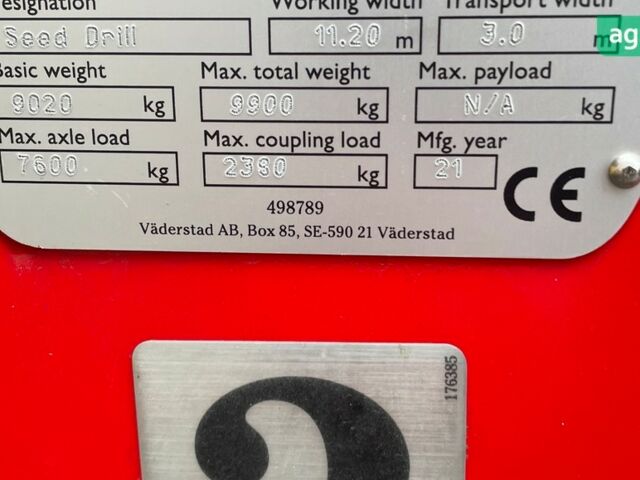 Designation Working width Transport width
Seed Drill 11.20 m 3.0 m
ag
Basic weight Max. total weight Max. payload
9020 kg 9900 kg N/A kg
Max. axle load Max. coupling load Mfg. year
7600 kg 2380 kg 21
CE
498789
Väderstad AB, Box 85, SE-590 21 Väderstad
176385
2